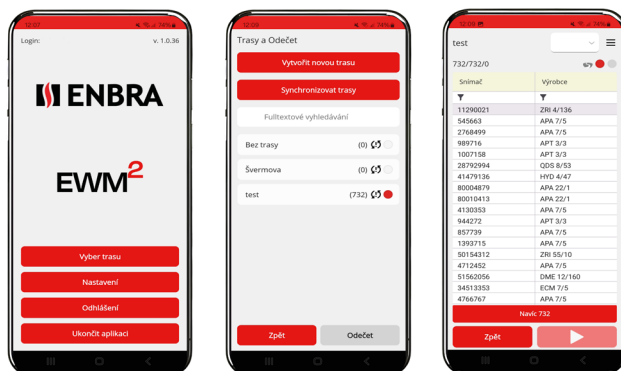 12:07
74%
Login:
v. 1.0.36
ENBRA
EWM2
Vyber trasu
Nastavení
Odhlášení
Ukončit aplikaci
12:09
74%
Trasy a Odečet
Vytvořit novou trasu
Synchronizovat trasy
Fulltextové vyhledávání
Bez trasy (0)
Švermova (0)
test (732)
Zpět
Odečet
12:09
74%
test
732/732/0
Snímač Výrobce
11290021 ZRI 4/136
545663 APA 7/5
2768499 APA 7/5
989716 APT 3/3
1007158 APT 3/3
28792994 QDS 8/53
41479136 HYD 4/47
80004879 APA 22/1
80010413 APA 22/1
4130353 APA 7/5
944272 APT 3/3
857739 APA 7/5
1393715 APA 7/5
50154312 ZRI 55/10
4712452 APA 7/5
51562056 DME 12/160
34513353 ECM 7/5
4766767 APA 7/5
Navíc 732
Zpět